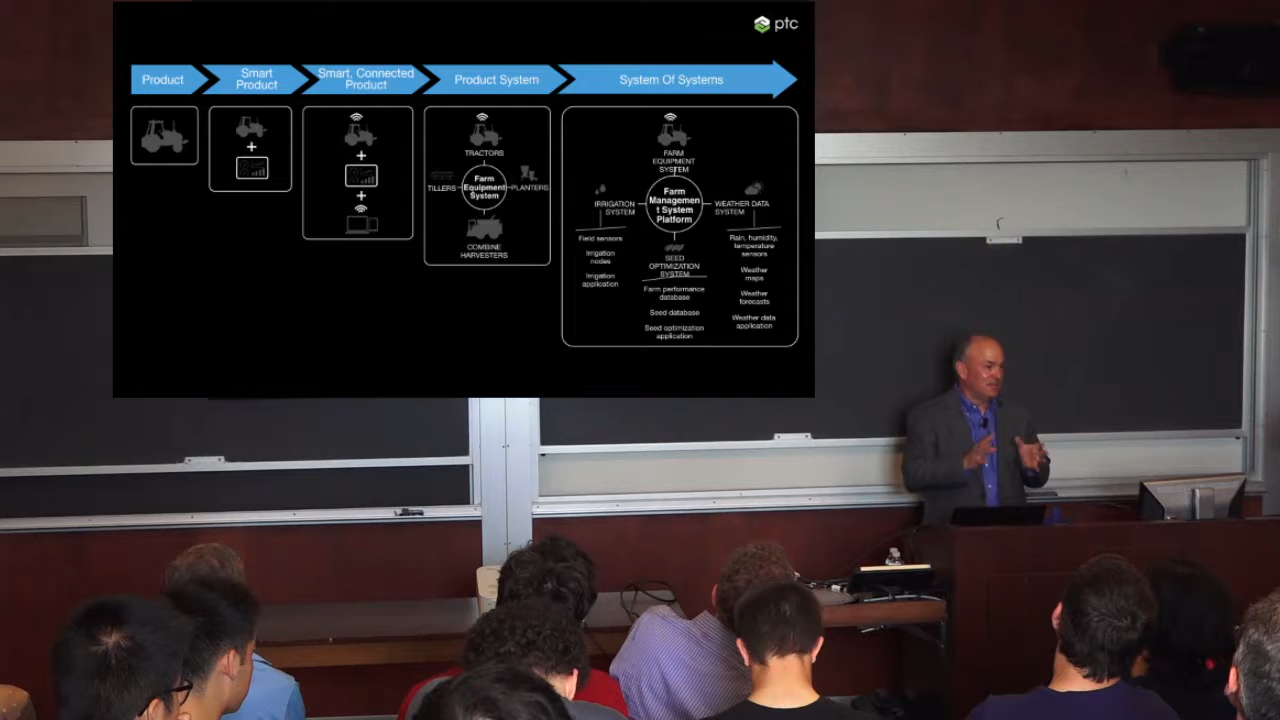 ptc
Product
Smart
Product
Smart, Connected
Product
Product System
System Of Systems
TRACTORS
TILLERS
Farm
Equipment
System
PLANTERS
COMBINE
HARVESTERS
FARM
EQUIPMENT
SYSTEM
Farm
Managemen
t System
Platform
IRRIGATION
SYSTEM
Field sensors
Irrigation
nodes
Irrigation
application
WEATHER DATA
SYSTEM
Rain, humidity,
temperature
sensors
Weather
maps
Weather
forecasts
Weather data
application
SEED
OPTIMIZATION
SYSTEM
Farm performance
database
Seed database
Seed optimization
application